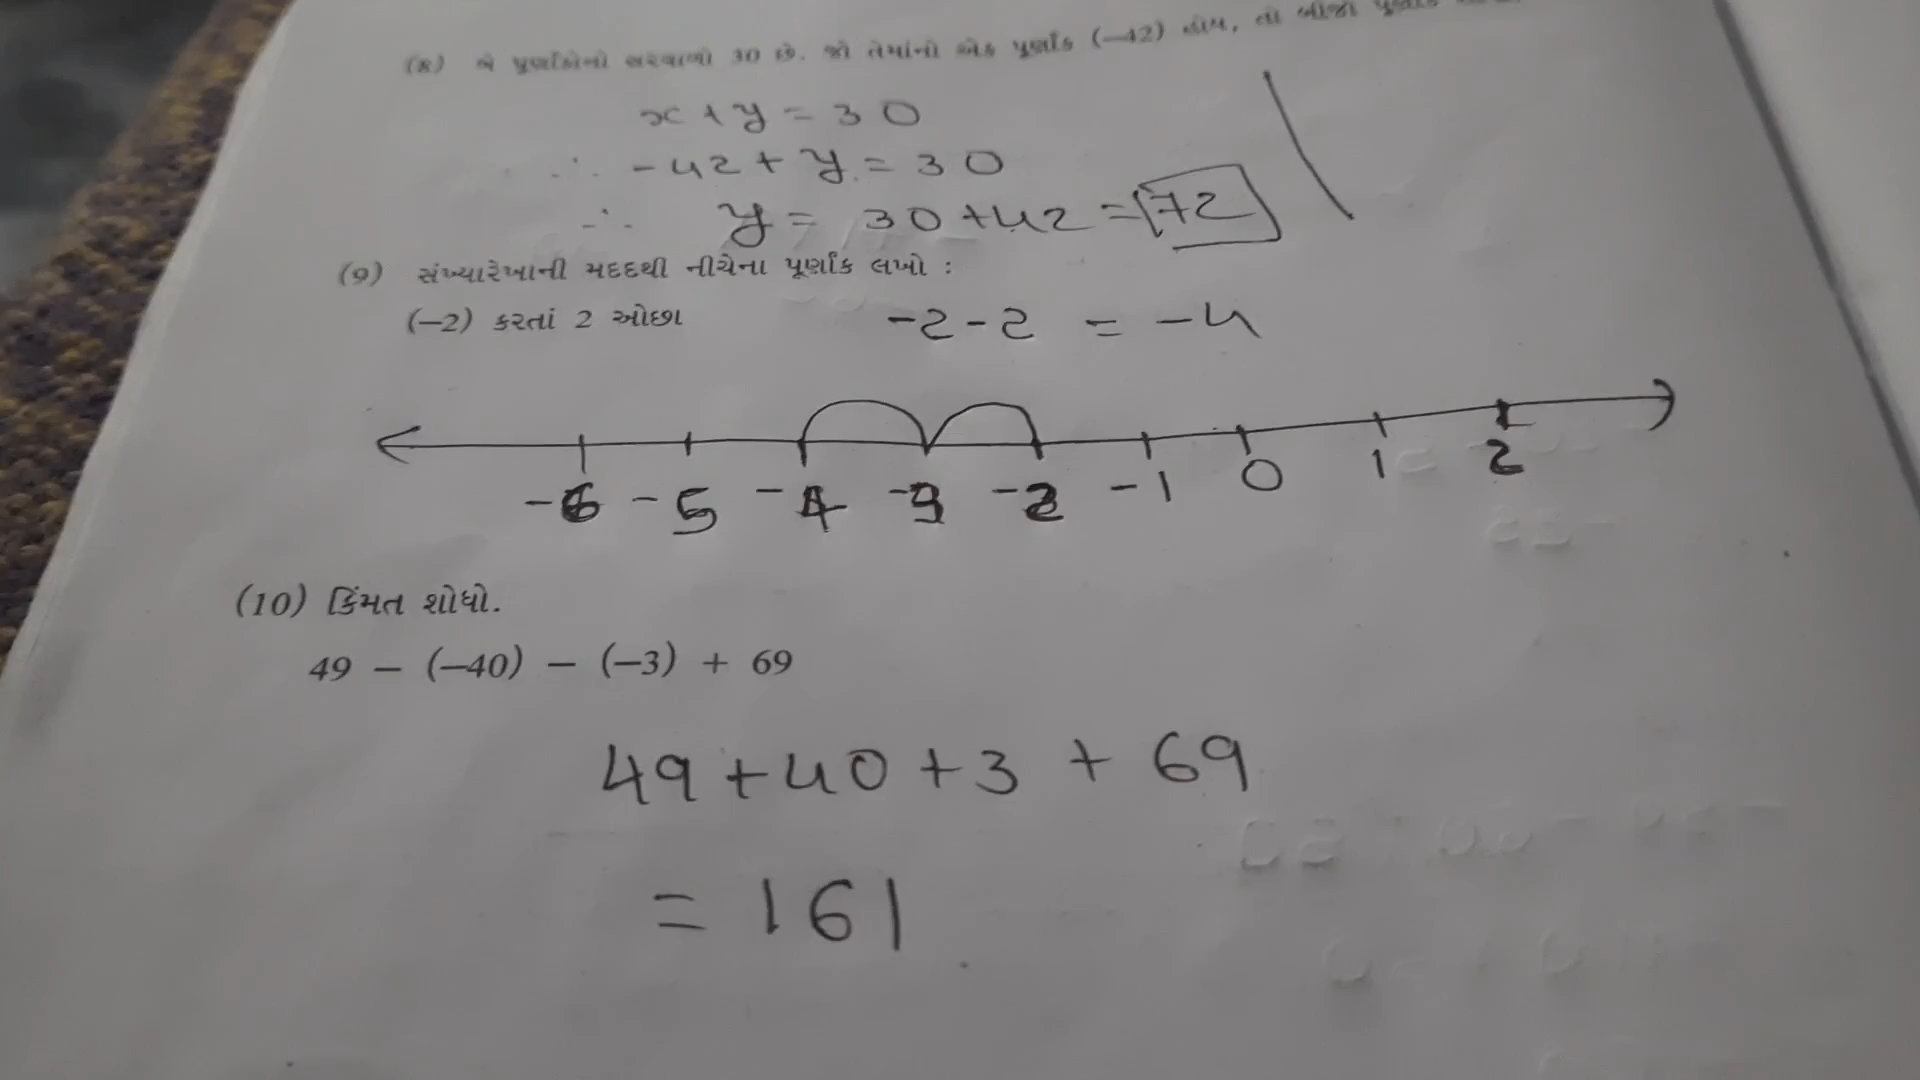 (8) બે પૂર્ણાંકોનો સરવાળો 30 છે. જો તેમાંનો એક પૂર્ણાંક (–42) હોય, તો બીજો પૂર્ણાંક
x + y = 30
∴ -42 + y = 30
∴ y = 30 + 42 = 72
(9) સંખ્યારેખાની મદદથી નીચેના પૂર્ણાંક લખો :
(–2) કરતાં 2 ઓછા -2 - 2 = -4
-6 -5 -4 -3 -2 -1 0 1 2
(10) કિંમત શોધો.
49 – (–40) – (–3) + 69
49 + 40 + 3 + 69
= 161